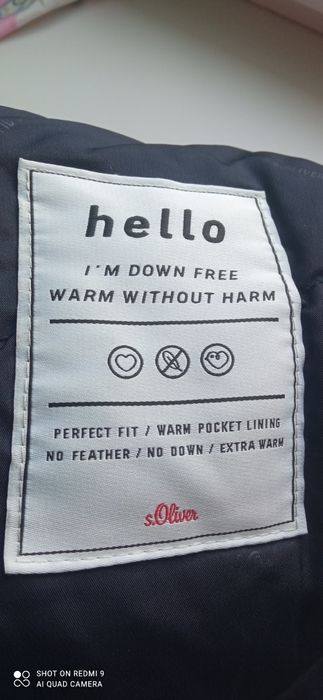 hello
I'M DOWN FREE
WARM WITHOUT HARM
PERFECT FIT / WARM POCKET LINING
NO FEATHER / NO DOWN / EXTRA WARM
s.Oliver
SHOT ON REDMI 9
AI QUAD CAMERA